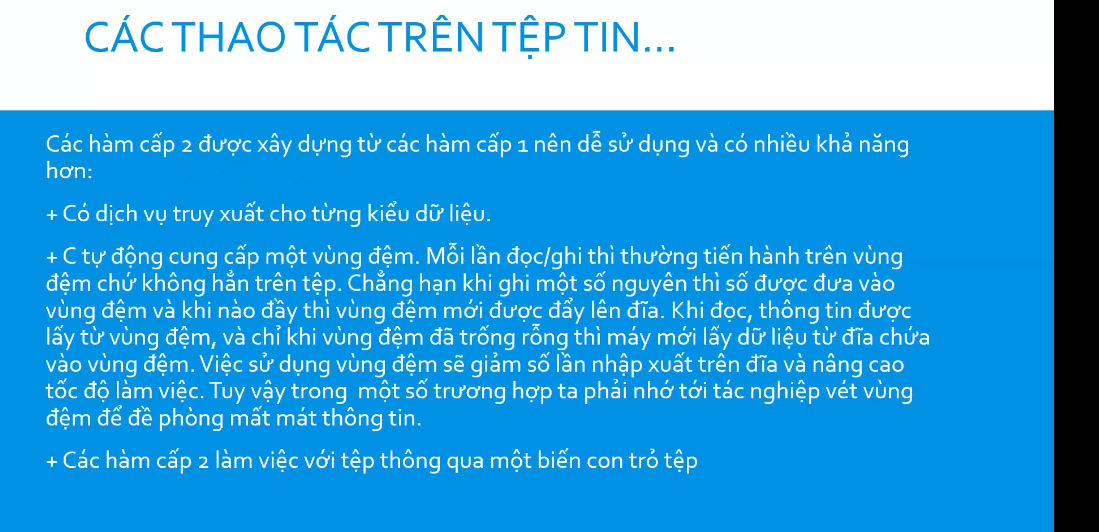 CÁC THAO TÁC TRÊN TỆP TIN...
Các hàm cấp 2 được xây dựng từ các hàm cấp 1 nên dễ sử dụng và có nhiều khả năng
hơn:
+ Có dịch vụ truy xuất cho từng kiểu dữ liệu.
+ C tự động cung cấp một vùng đệm. Mỗi lần đọc/ghi thì thường tiến hành trên vùng
đệm chứ không hẳn trên tệp. Chẳng hạn khi ghi một số nguyên thì số được đưa vào
vùng đệm và khi nào đầy thì vùng đệm mới được đẩy lên đĩa. Khi đọc, thông tin được
lấy từ vùng đệm, và chỉ khi vùng đệm đã trống rỗng thì máy mới lấy dữ liệu từ đĩa chứa
vào vùng đệm. Việc sử dụng vùng đệm sẽ giảm số lần nhập xuất trên đĩa và nâng cao
tốc độ làm việc. Tuy vậy trong  một số trương hợp ta phải nhớ tới tác nghiệp vét vùng
đệm để đề phòng mất mát thông tin.
+ Các hàm cấp 2 làm việc với tệp thông qua một biến con trỏ tệp